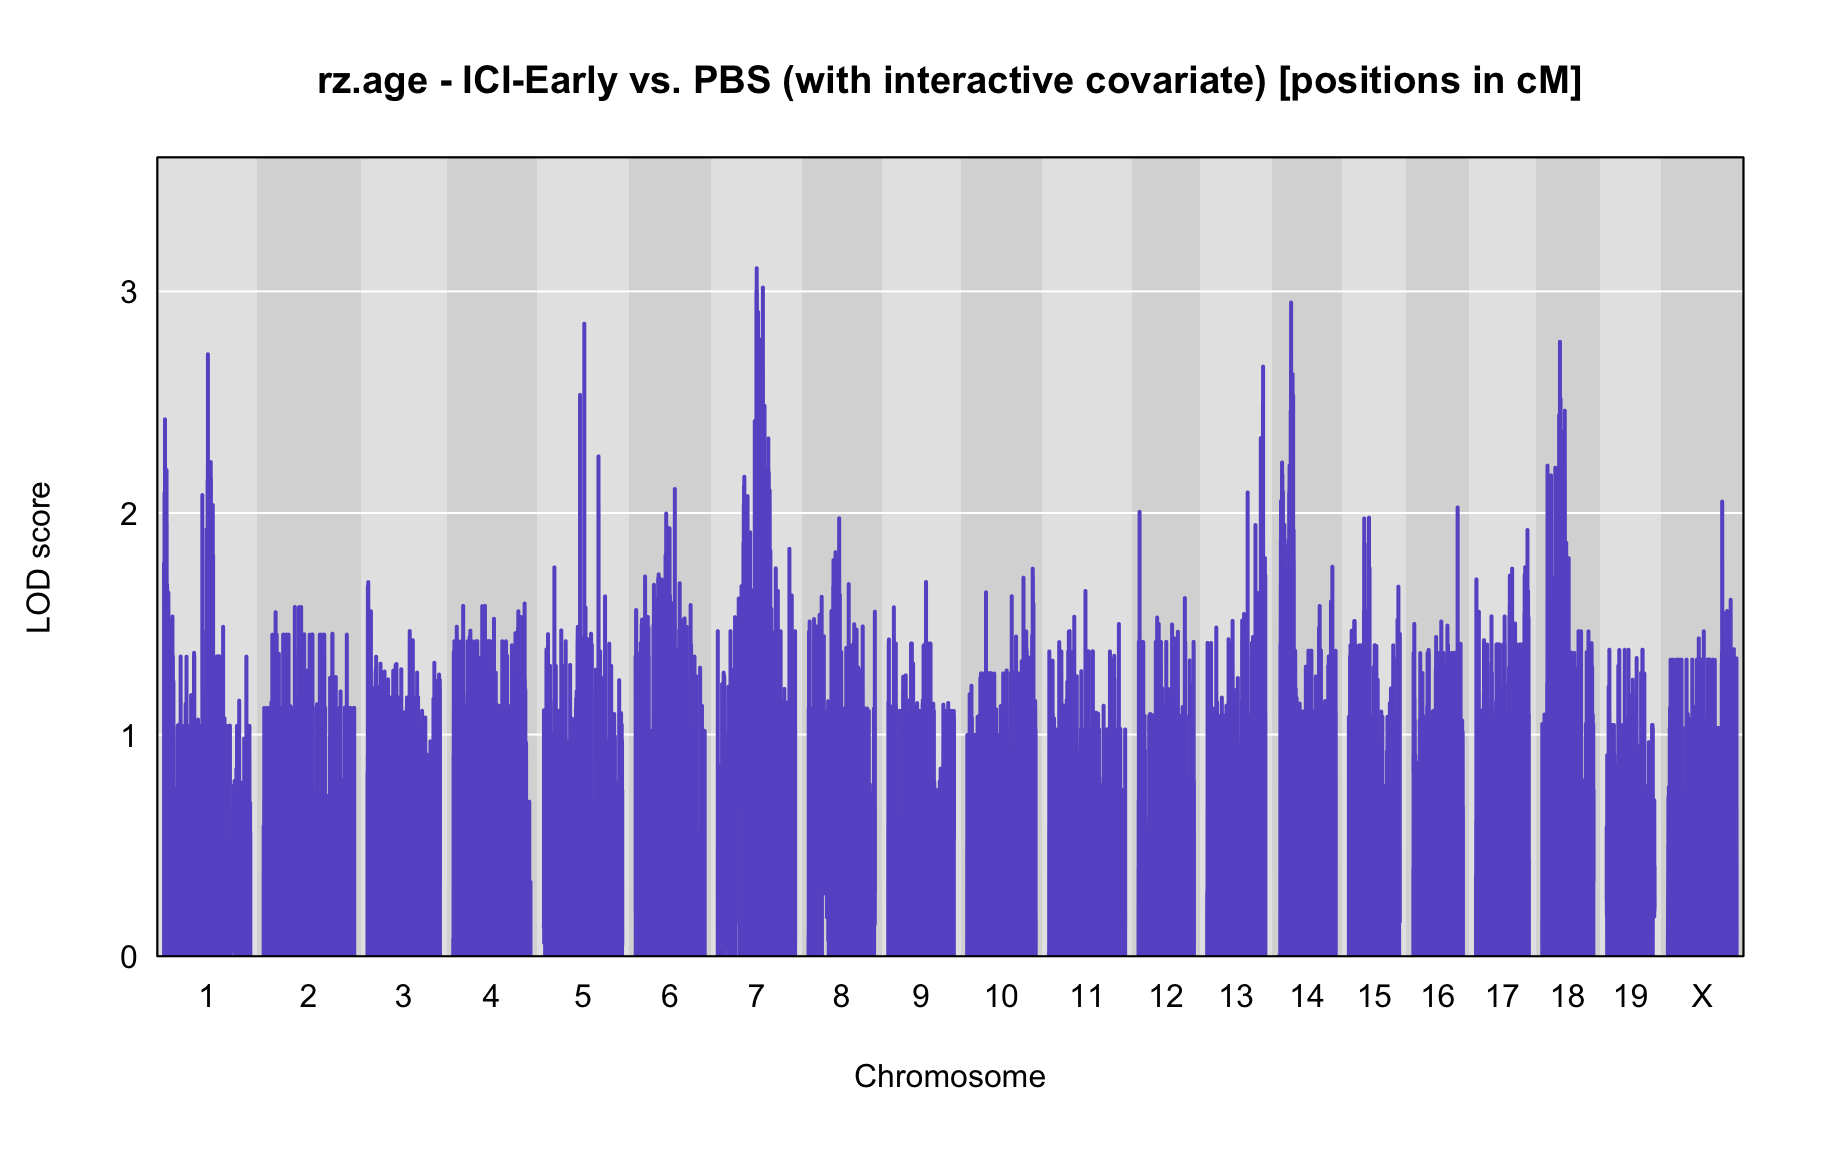 rz.age - ICI-Early vs. PBS (with interactive covariate) [positions in cM]
3
2
1
0
LOD score
1 2 3 4 5 6 7 8 9 10 11 12 13 14 15 16 17 18 19 X
Chromosome